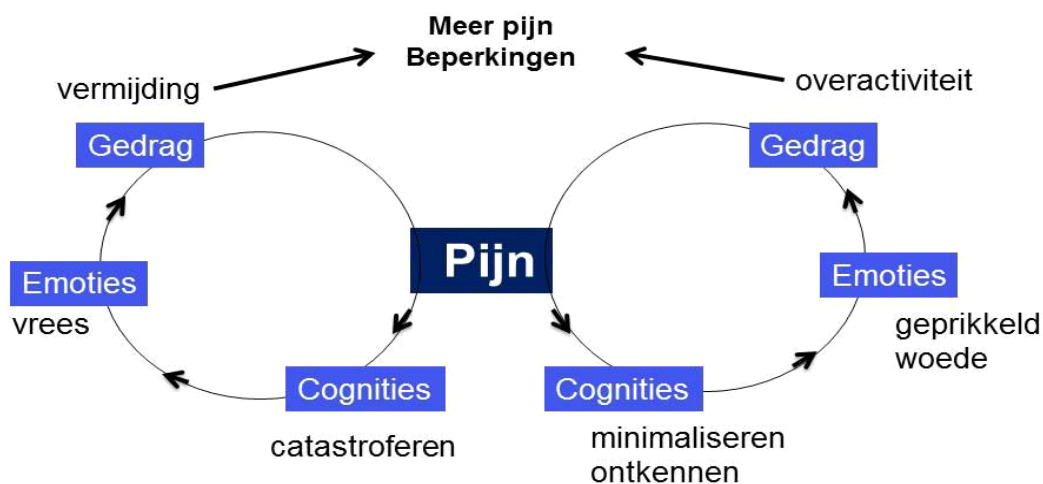 Meer pijn
Beperkingen
vermijding
overactiviteit
Gedrag
Gedrag
Pijn
Emoties
Emoties
vrees
geprikkeld
woede
Cognities
Cognities
catastroferen
minimaliseren
ontkennen